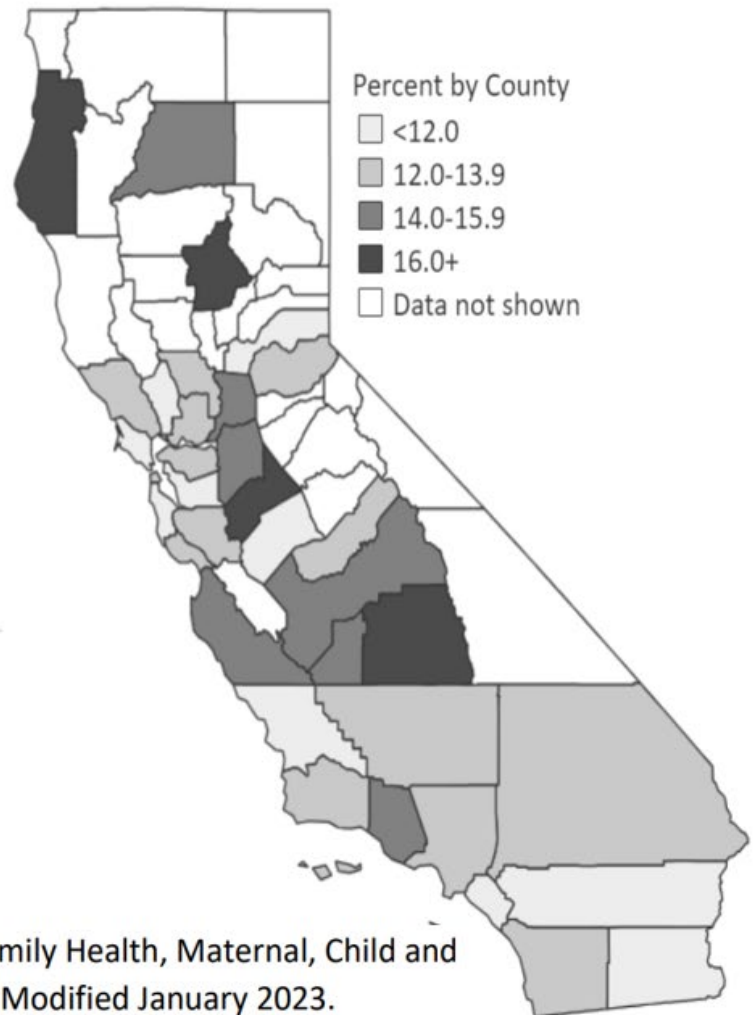 Percent by County
<12.0
12.0-13.9
14.0-15.9
16.0+
Data not shown
mily Health, Maternal, Child and
Modified January 2023.